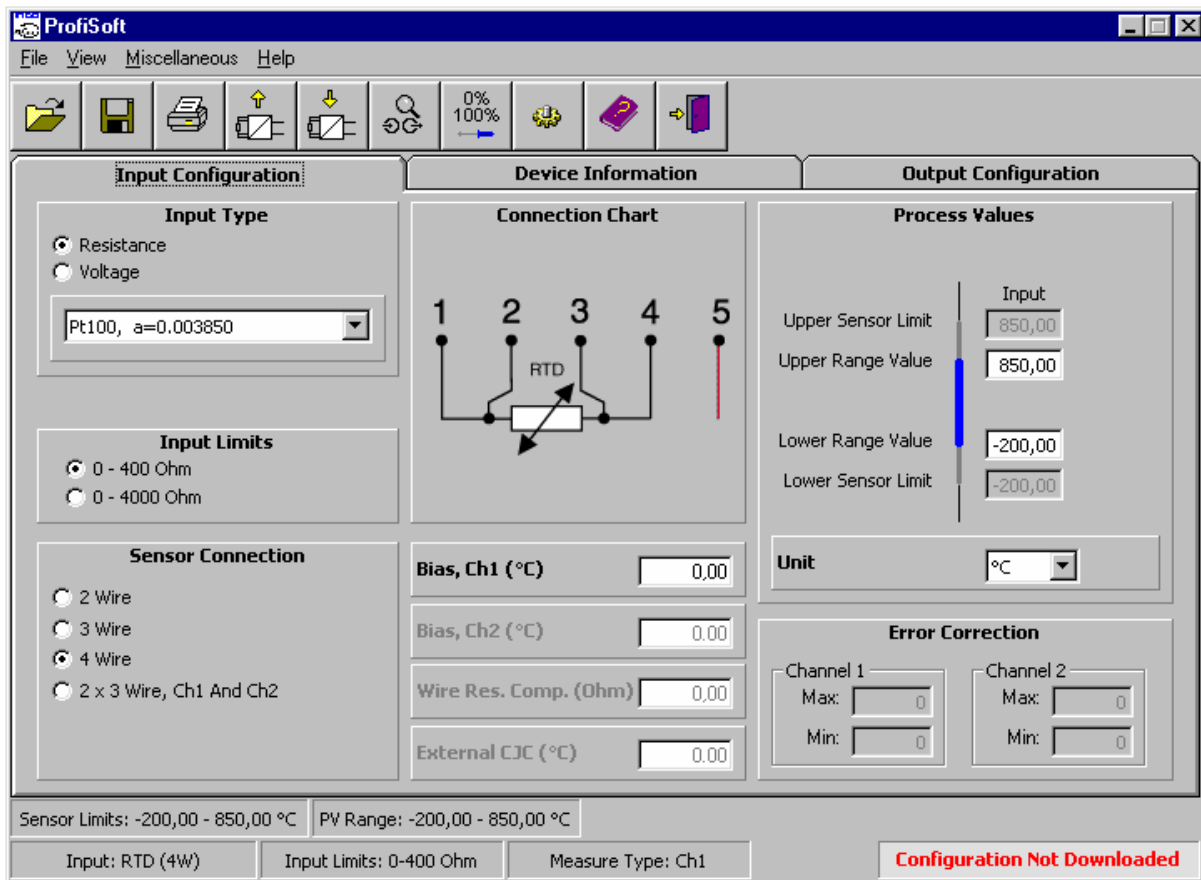 ProfiSoft
File View Miscellaneous Help
0%
100%
Input Configuration
Device Information
Output Configuration
Input Type
Resistance
Voltage
Pt100, a=0.003850
Input Limits
0 - 400 Ohm
0 - 4000 Ohm
Sensor Connection
2 Wire
3 Wire
4 Wire
2 x 3 Wire, Ch1 And Ch2
Connection Chart
1 2 3 4 5
RTD
Bias, Ch1 (°C) 0,00
Bias, Ch2 (°C) 0.00
Wire Res. Comp. (Ohm) 0,00
External CJC (°C) 0.00
Process Values
Input
Upper Sensor Limit 850,00
Upper Range Value 850,00
Lower Range Value -200,00
Lower Sensor Limit -200,00
Unit °C
Error Correction
Channel 1
Max: 0
Min: 0
Channel 2
Max: 0
Min: 0
Sensor Limits: -200,00 - 850,00 °C
PV Range: -200,00 - 850,00 °C
Input: RTD (4W)
Input Limits: 0-400 Ohm
Measure Type: Ch1
Configuration Not Downloaded